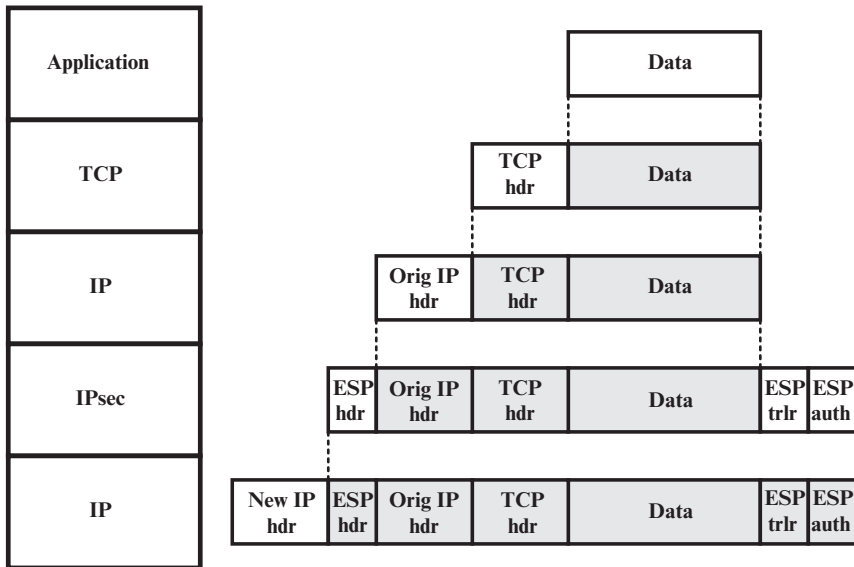 Application
Data
TCP
TCP
hdr
Data
IP
Orig IP
hdr
TCP
hdr
Data
IPsec
ESP
hdr
Orig IP
hdr
TCP
hdr
Data
ESP
trlr
ESP
auth
IP
New IP
hdr
ESP
hdr
Orig IP
hdr
TCP
hdr
Data
ESP
trlr
ESP
auth